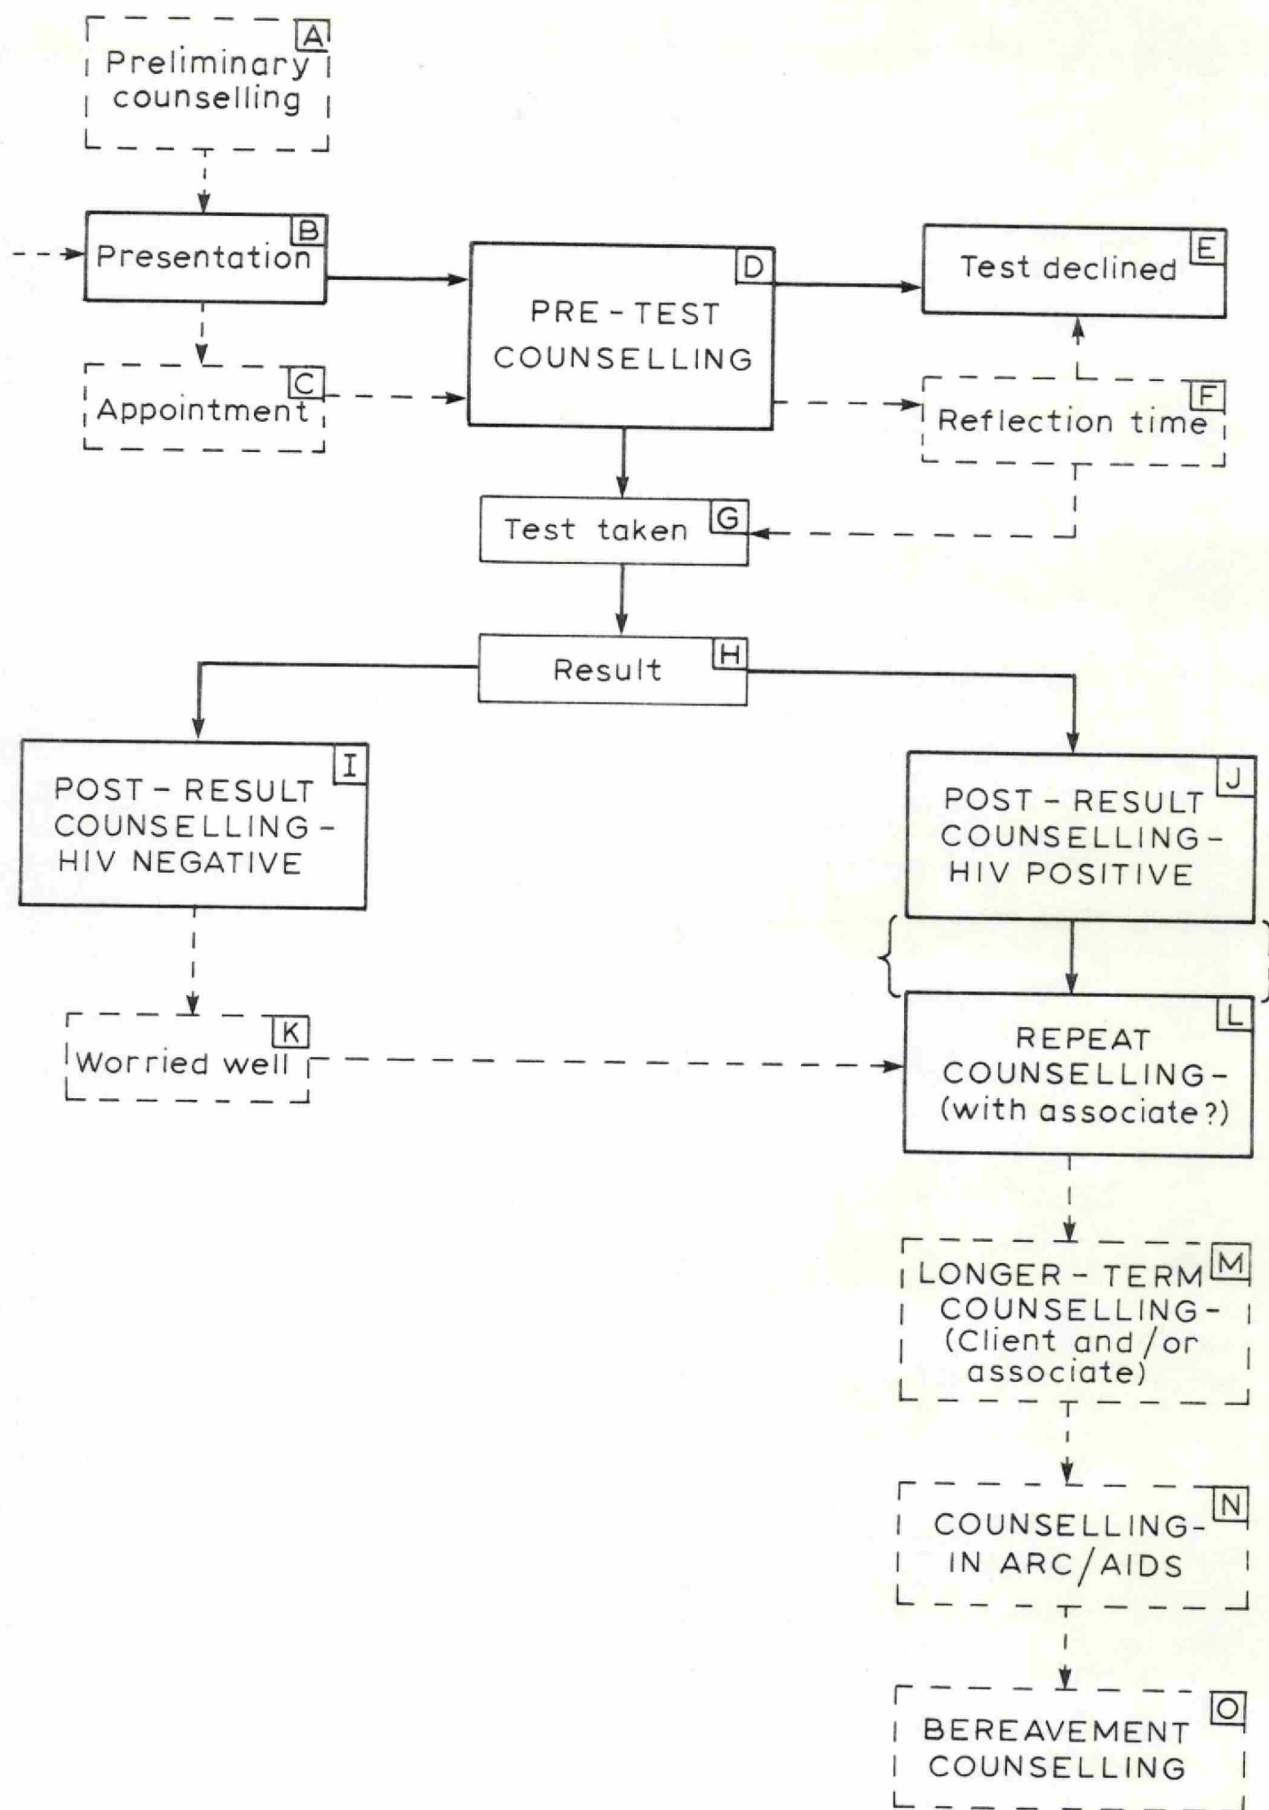 A
Preliminary
counselling
B
Presentation
C
Appointment
D
PRE-TEST
COUNSELLING
E
Test declined
F
Reflection time
G
Test taken
H
Result
I
POST-RESULT
COUNSELLING-
HIV NEGATIVE
J
POST-RESULT
COUNSELLING-
HIV POSITIVE
K
Worried well
L
REPEAT
COUNSELLING-
(with associate?)
M
LONGER-TERM
COUNSELLING-
(Client and/or
associate)
N
COUNSELLING-
IN ARC/AIDS
O
BEREAVEMENT
COUNSELLING